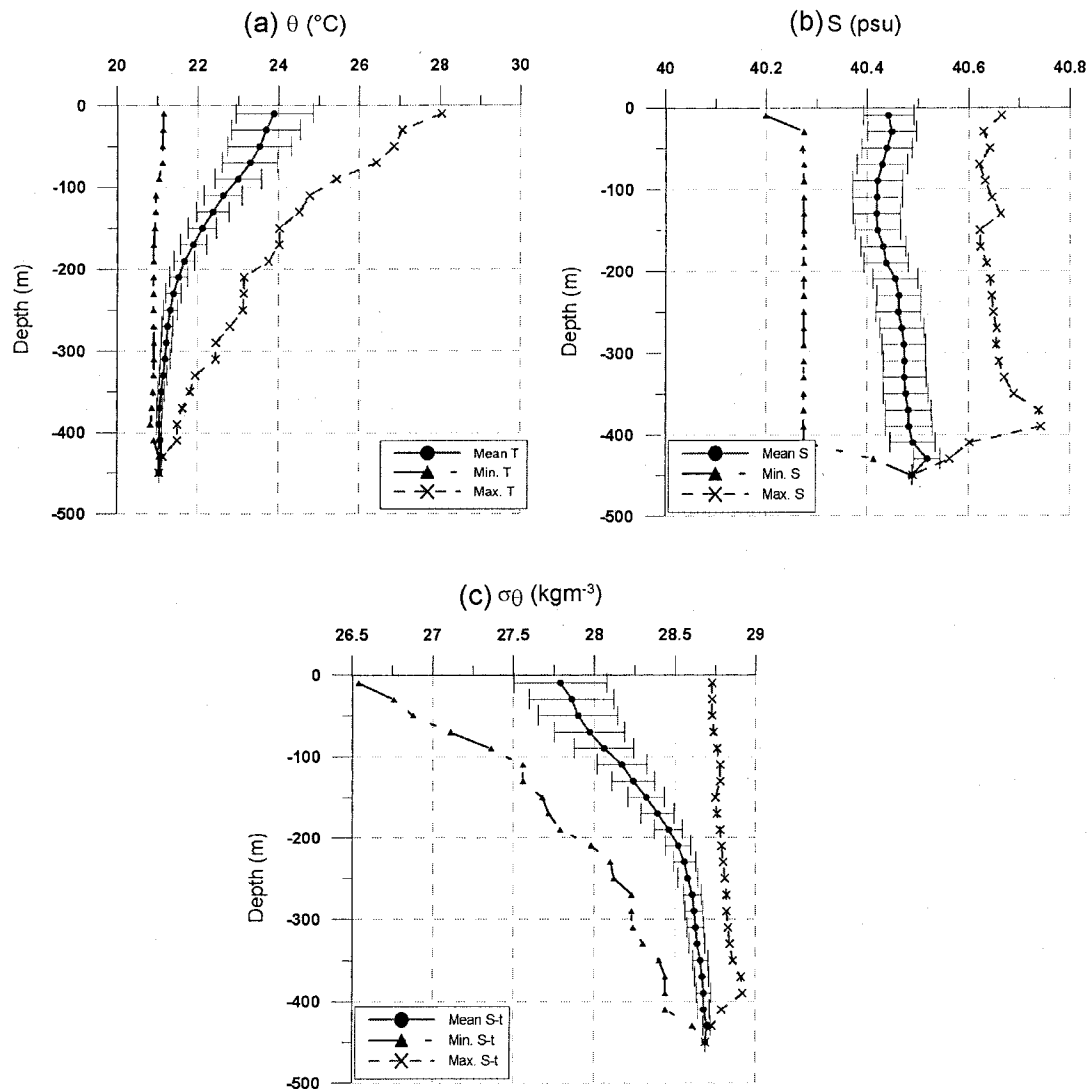 (a) θ (°C)
20 22 24 26 28 30
0
-100
-200
-300
-400
-500
Depth (m)
Mean T
Min. T
Max. T
(b) S (psu)
40 40.2 40.4 40.6 40.8
0
-100
-200
-300
-400
-500
Depth (m)
Mean S
Min. S
Max. S
(c) σθ (kgm-3)
26.5 27 27.5 28 28.5 29
0
-100
-200
-300
-400
-500
Depth (m)
Mean S-t
Min. S-t
Max. S-t